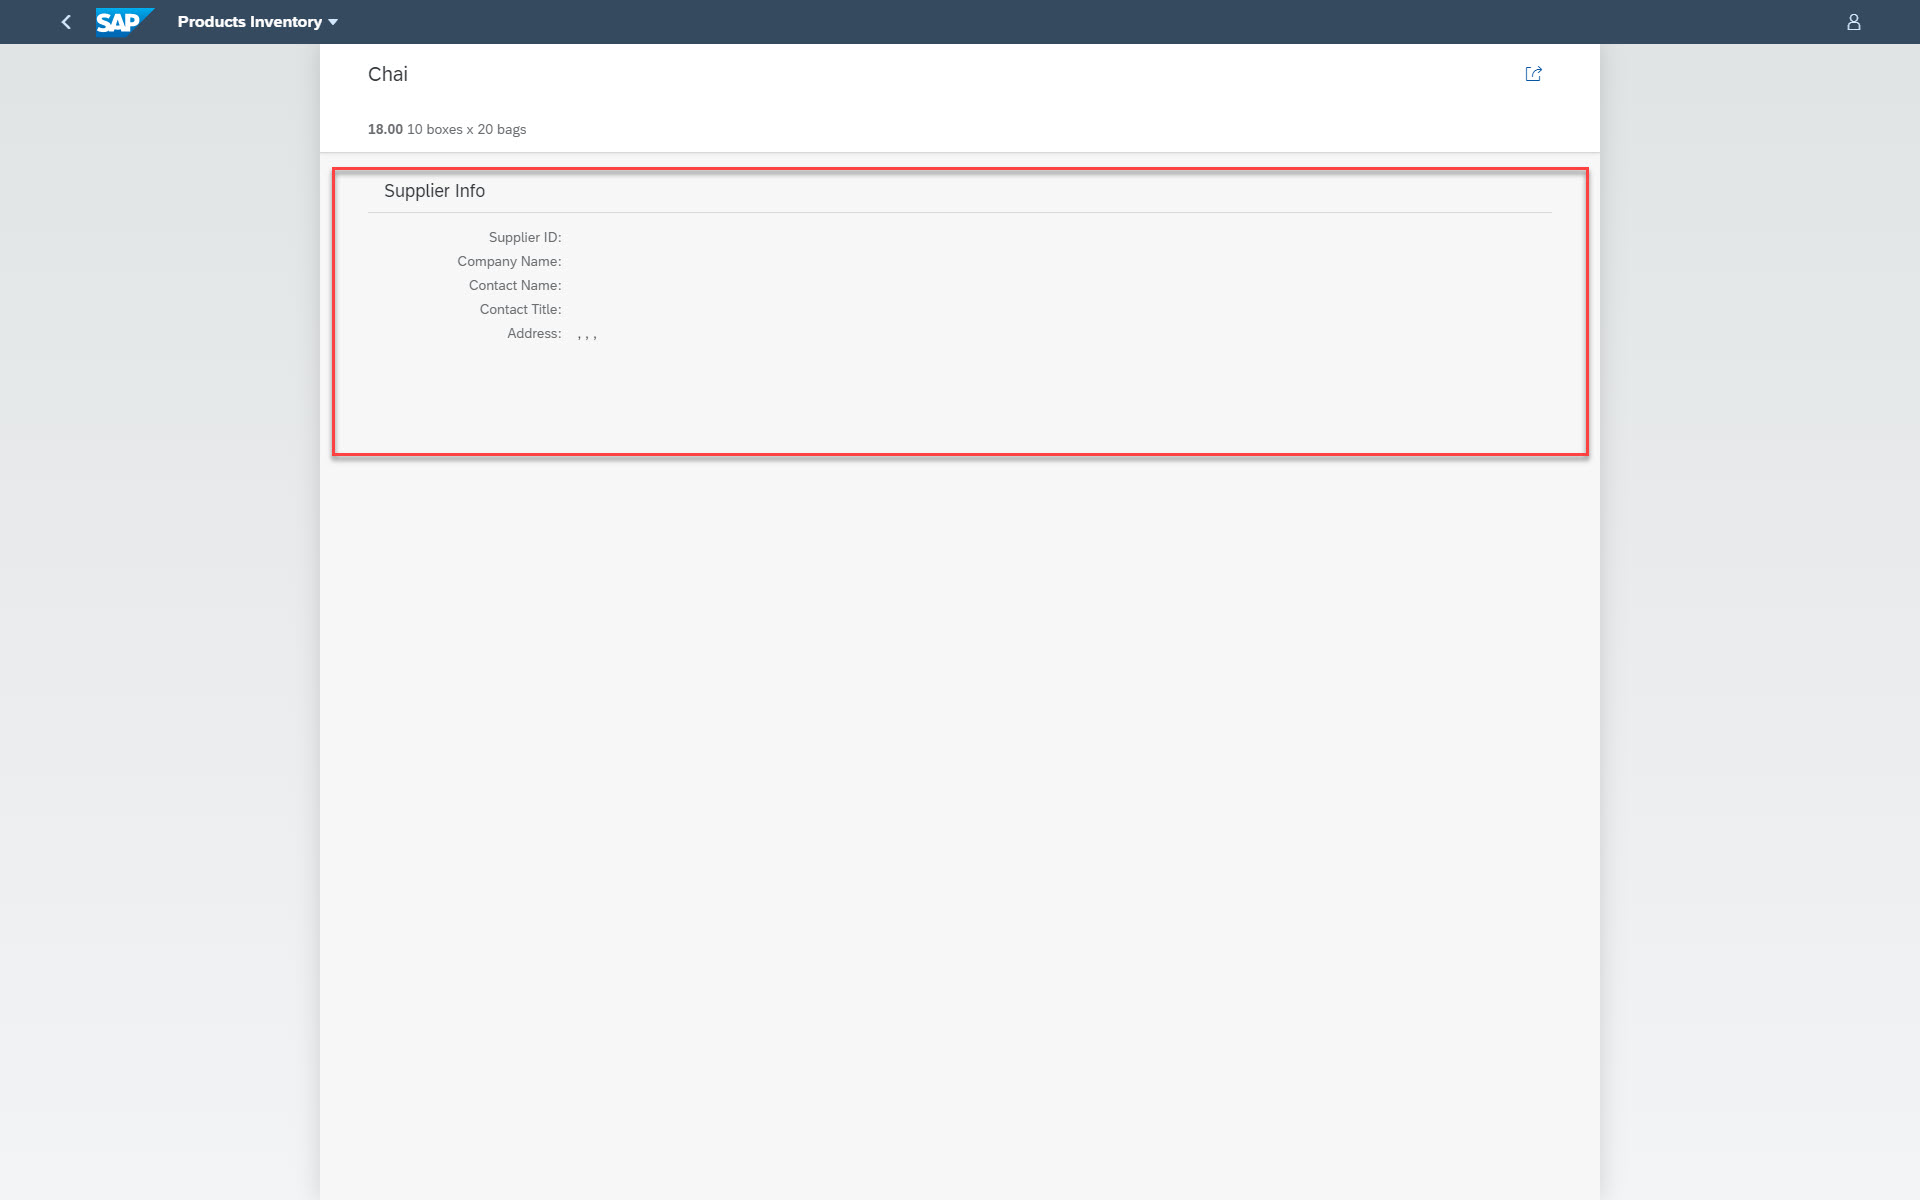 SAP Products Inventory
Chai
18.00 10 boxes x 20 bags
Supplier Info
Supplier ID:
Company Name:
Contact Name:
Contact Title:
Address: , , ,